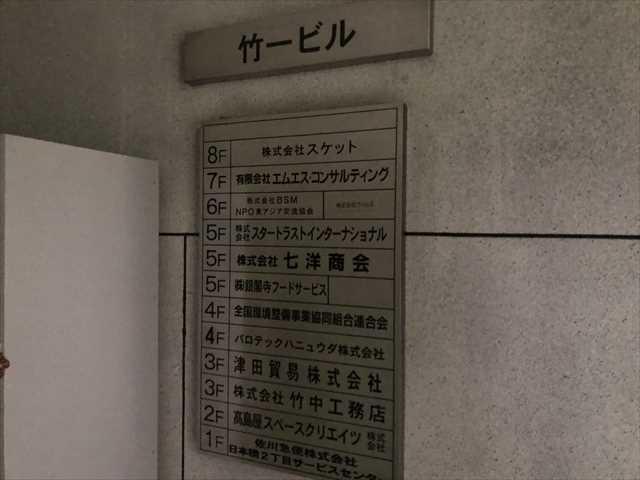 竹一ビル
8F 株式会社スケット
7F 有限会社エムエス・コンサルティング
6F 株式会社BSM
NPO東アジア交流協会
5F 株式会社スタートラストインターナショナル
5F 株式会社 七洋商会
5F ㈱銀閣寺フードサービス
4F 全国環境整備事業協同組合連合会
4F パロテックハニュウダ株式会社
3F 津田貿易株式会社
3F 株式会社 竹中工務店
2F 髙島屋スペースクリエイツ 株式会社
1F 佐川急便株式会社
日本橋2丁目サービスセンター